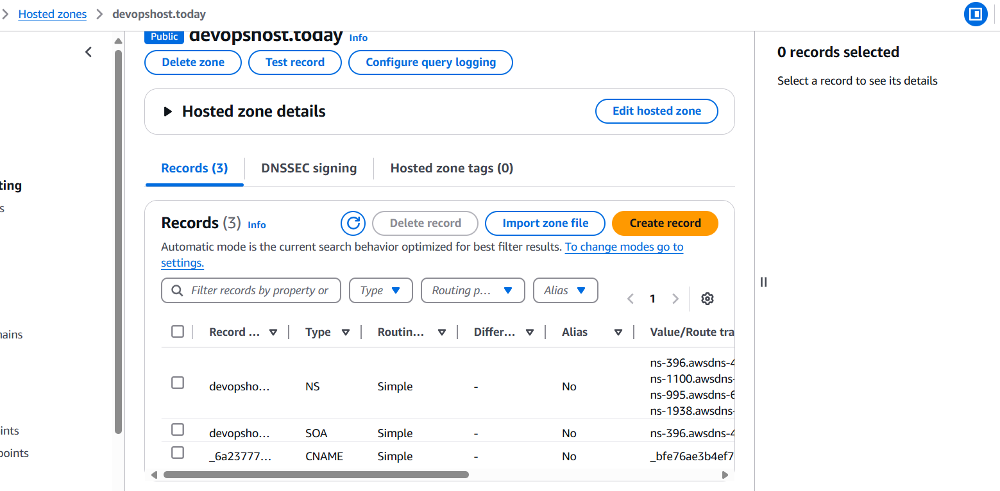 Hosted zones
devopshost.today
Public devopshost.today Info
Delete zone
Test record
Configure query logging
Hosted zone details
Edit hosted zone
Records (3)
DNSSEC signing
Hosted zone tags (0)
Records (3) Info
Delete record
Import zone file
Create record
Automatic mode is the current search behavior optimized for best filter results. To change modes go to
settings.
Filter records by property or
Type
Routing p...
Alias
1
Record ... Type Routin... Differ... Alias Value/Route tra
devopsho... NS Simple - No
ns-396.awsdns-4
ns-1100.awsdns-
ns-995.awsdns-6
ns-1938.awsdns-
devopsho... SOA Simple - No ns-396.awsdns-4
_6a23777... CNAME Simple - No _bfe76ae3b4ef7
0 records selected
Select a record to see its details
ting
s
nains
ints
points